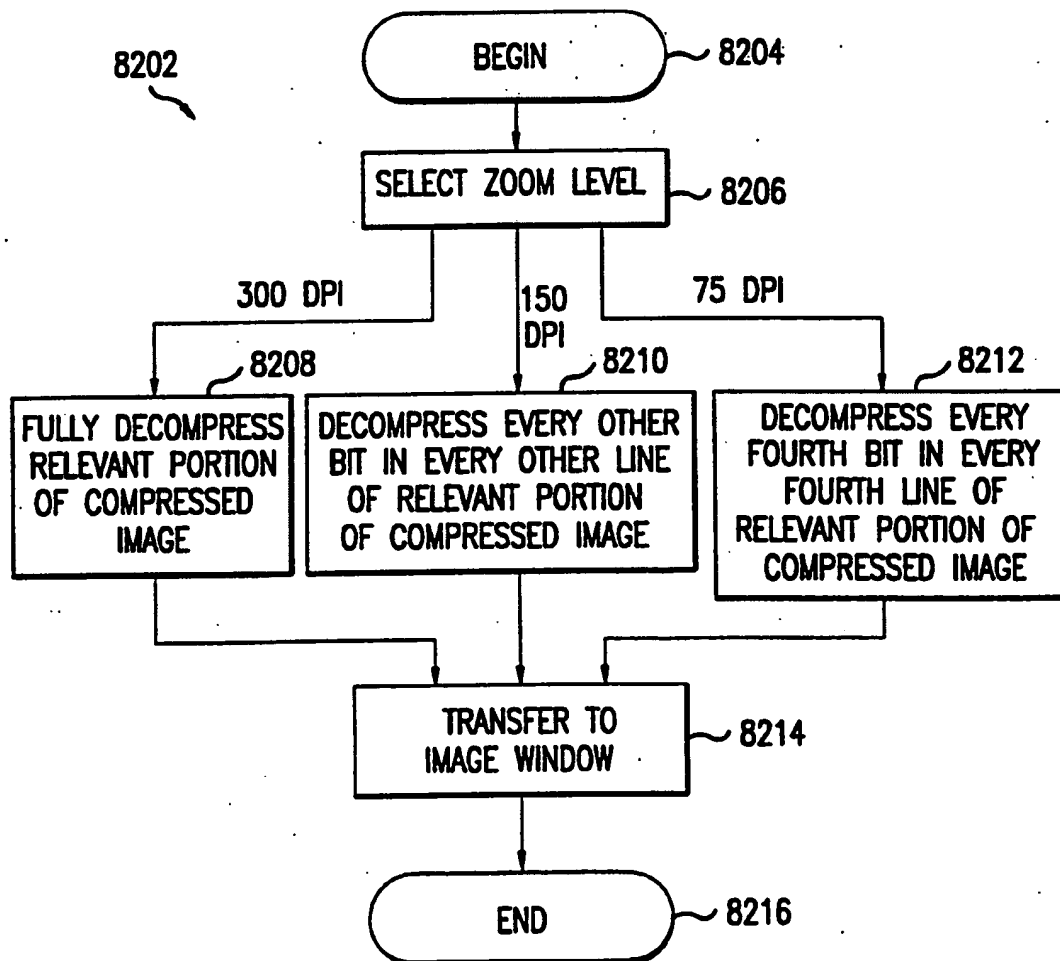 BEGIN
8204
8202
SELECT ZOOM LEVEL
8206
300 DPI
150
DPI
75 DPI
8208
FULLY DECOMPRESS
RELEVANT PORTION
OF COMPRESSED
IMAGE
8210
DECOMPRESS EVERY OTHER
BIT IN EVERY OTHER LINE
OF RELEVANT PORTION
OF COMPRESSED IMAGE
8212
DECOMPRESS EVERY
FOURTH BIT IN EVERY
FOURTH LINE OF
RELEVANT PORTION OF
COMPRESSED IMAGE
TRANSFER TO
IMAGE WINDOW
8214
END
8216